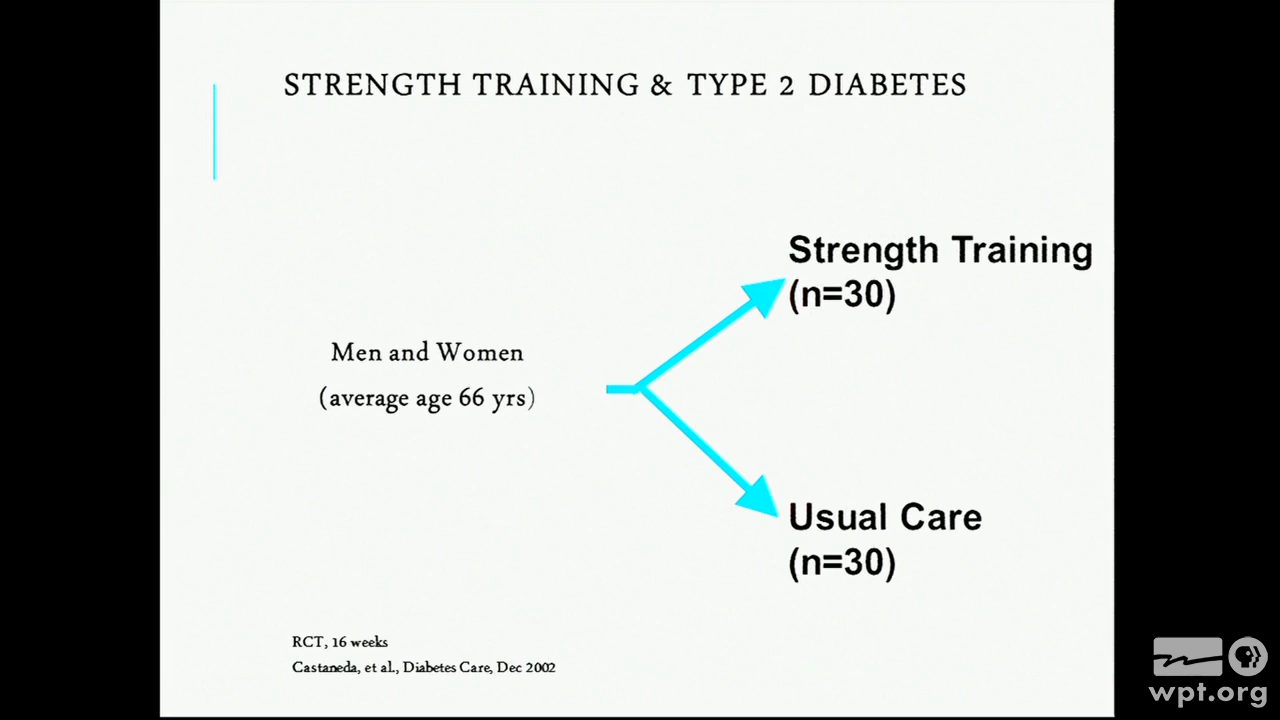 STRENGTH TRAINING & TYPE 2 DIABETES
Strength Training
(n=30)
Men and Women
(average age 66 yrs)
Usual Care
(n=30)
RCT, 16 weeks
Castaneda, et al., Diabetes Care, Dec 2002
wpt.org